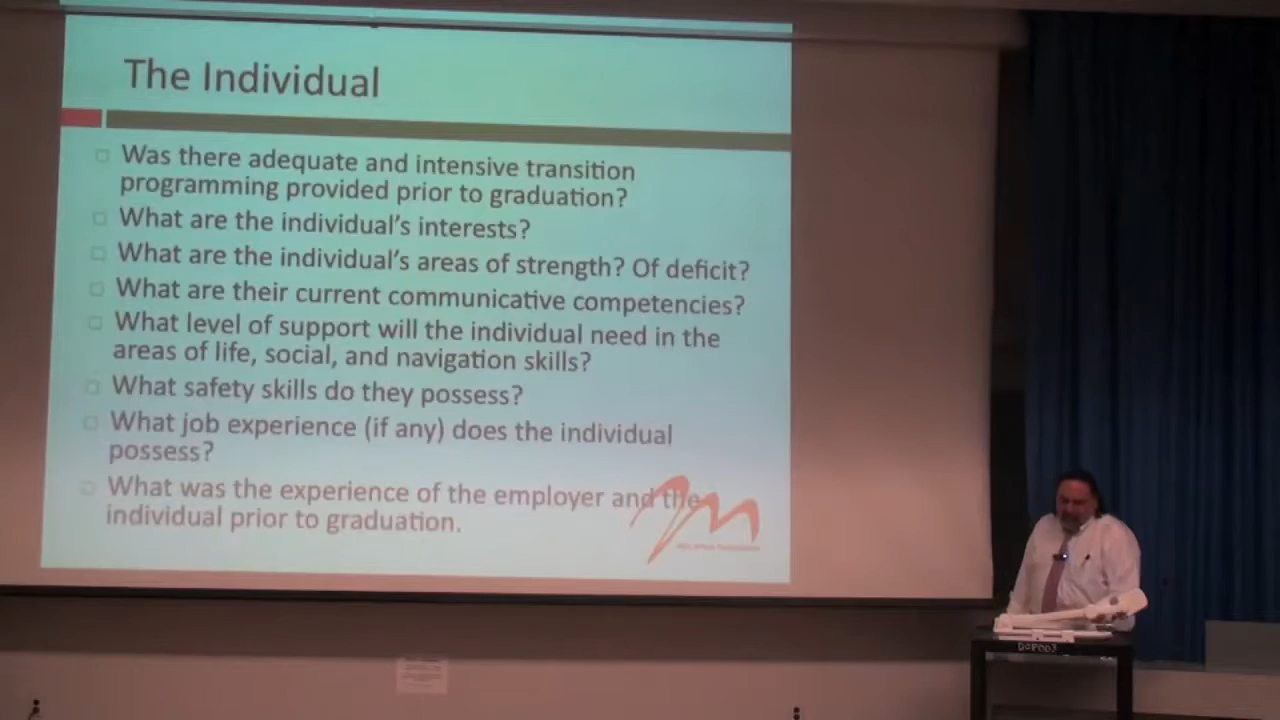 The Individual
Was there adequate and intensive transition
programming provided prior to graduation?
What are the individual's interests?
What are the individual's areas of strength? Of deficit?
What are their current communicative competencies?
What level of support will the individual need in the
areas of life, social, and navigation skills?
What safety skills do they possess?
What job experience (if any) does the individual
possess?
What was the experience of the employer and the
individual prior to graduation.